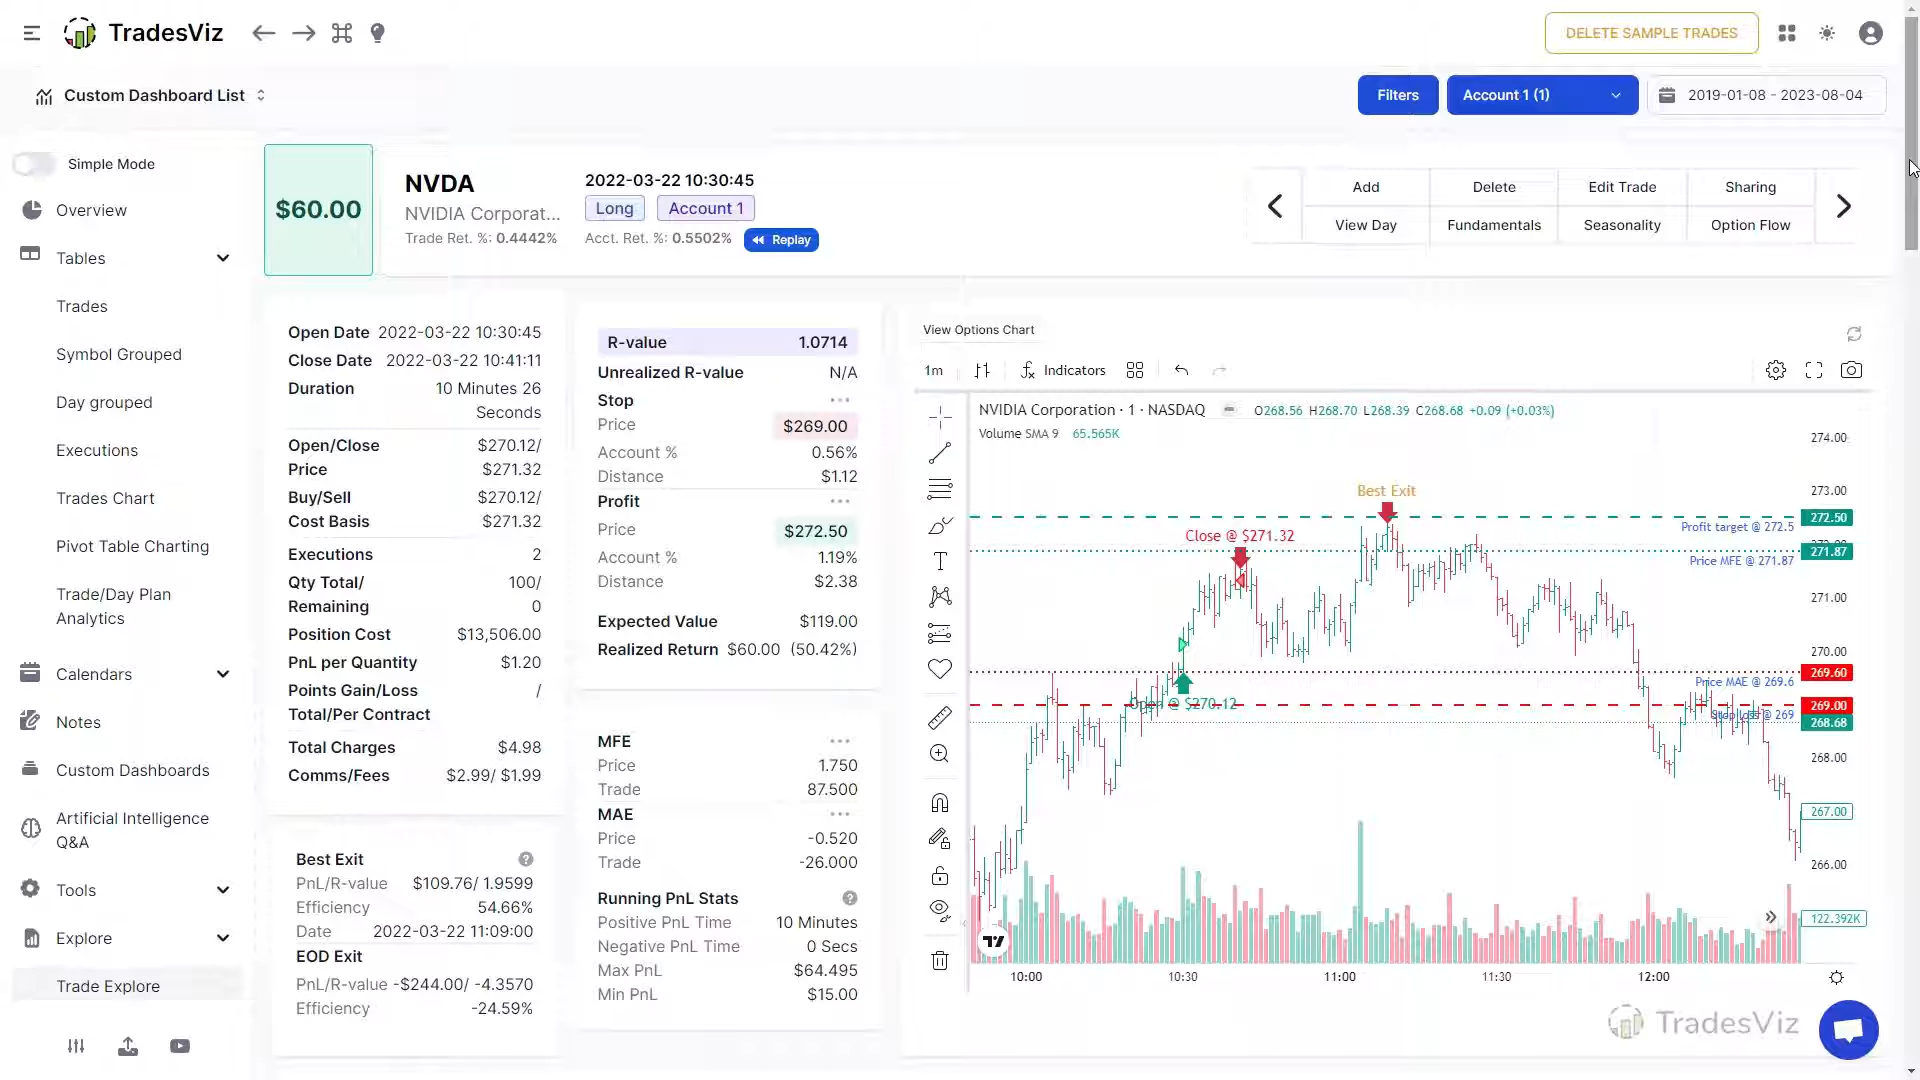 TradesViz
DELETE SAMPLE TRADES
Custom Dashboard List
Filters
Account 1 (1)
2019-01-08 - 2023-08-04
Simple Mode
Overview
Tables
Trades
Symbol Grouped
Day grouped
Executions
Trades Chart
Pivot Table Charting
Trade/Day Plan
Analytics
Calendars
Notes
Custom Dashboards
Artificial Intelligence
Q&A
Tools
Explore
Trade Explore
$60.00
NVDA
NVIDIA Corporat...
Trade Ret. %: 0.4442%
2022-03-22 10:30:45
Long
Account 1
Acct. Ret. %: 0.5502%
Replay
Add
Delete
Edit Trade
Sharing
View Day
Fundamentals
Seasonality
Option Flow
Open Date 2022-03-22 10:30:45
Close Date 2022-03-22 10:41:11
Duration 10 Minutes 26
Seconds
Open/Close $270.12/
Price $271.32
Buy/Sell $270.12/
Cost Basis $271.32
Executions 2
Qty Total/ 100/
Remaining 0
Position Cost $13,506.00
PnL per Quantity $1.20
Points Gain/Loss /
Total/Per Contract
Total Charges $4.98
Comms/Fees $2.99/ $1.99
Best Exit
PnL/R-value $109.76/ 1.9599
Efficiency 54.66%
Date 2022-03-22 11:09:00
EOD Exit
PnL/R-value -$244.00/ -4.3570
Efficiency -24.59%
R-value 1.0714
Unrealized R-value N/A
Stop
Price $269.00
Account % 0.56%
Distance $1.12
Profit
Price $272.50
Account % 1.19%
Distance $2.38
Expected Value $119.00
Realized Return $60.00 (50.42%)
MFE
Price 1.750
Trade 87.500
MAE
Price -0.520
Trade -26.000
Running PnL Stats
Positive PnL Time 10 Minutes
Negative PnL Time 0 Secs
Max PnL $64.495
Min PnL $15.00
View Options Chart
1m
Indicators
NVIDIA Corporation · 1 · NASDAQ O268.56 H268.70 L268.39 C268.68 +0.09 (+0.03%)
Volume SMA 9 65.565K
274.00
Best Exit
273.00
272.50
Profit target @ 272.5
Close @ $271.32
272.00
271.87
Price MFE @ 271.87
271.00
270.00
269.60
Price MAE @ 269.6
Open @ $270.12
269.00
Stop loss @ 269
268.68
268.00
267.00
266.00
122.392K
10:00
10:30
11:00
11:30
12:00
TradesViz